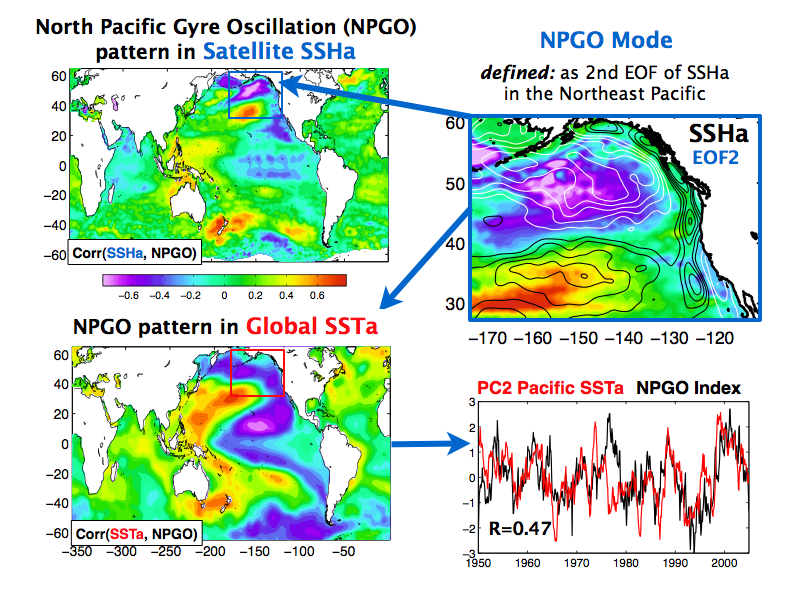 North Pacific Gyre Oscillation (NPGO)
pattern in Satellite SSHa
60
40
20
0
−20
−40
−60
Corr(SSHa, NPGO)
−0.6 −0.4 −0.2 0 0.2 0.4 0.6
NPGO Mode
defined: as 2nd EOF of SSHa
in the Northeast Pacific
SSHa
EOF2
60
50
40
30
−170 −160 −150 −140 −130 −120
NPGO pattern in Global SSTa
60
40
20
0
−20
−40
−60
Corr(SSTa, NPGO)
−350 −300 −250 −200 −150 −100 −50
PC2 Pacific SSTa NPGO Index
3
2
1
0
−1
−2
−3
R=0.47
1950 1960 1970 1980 1990 2000